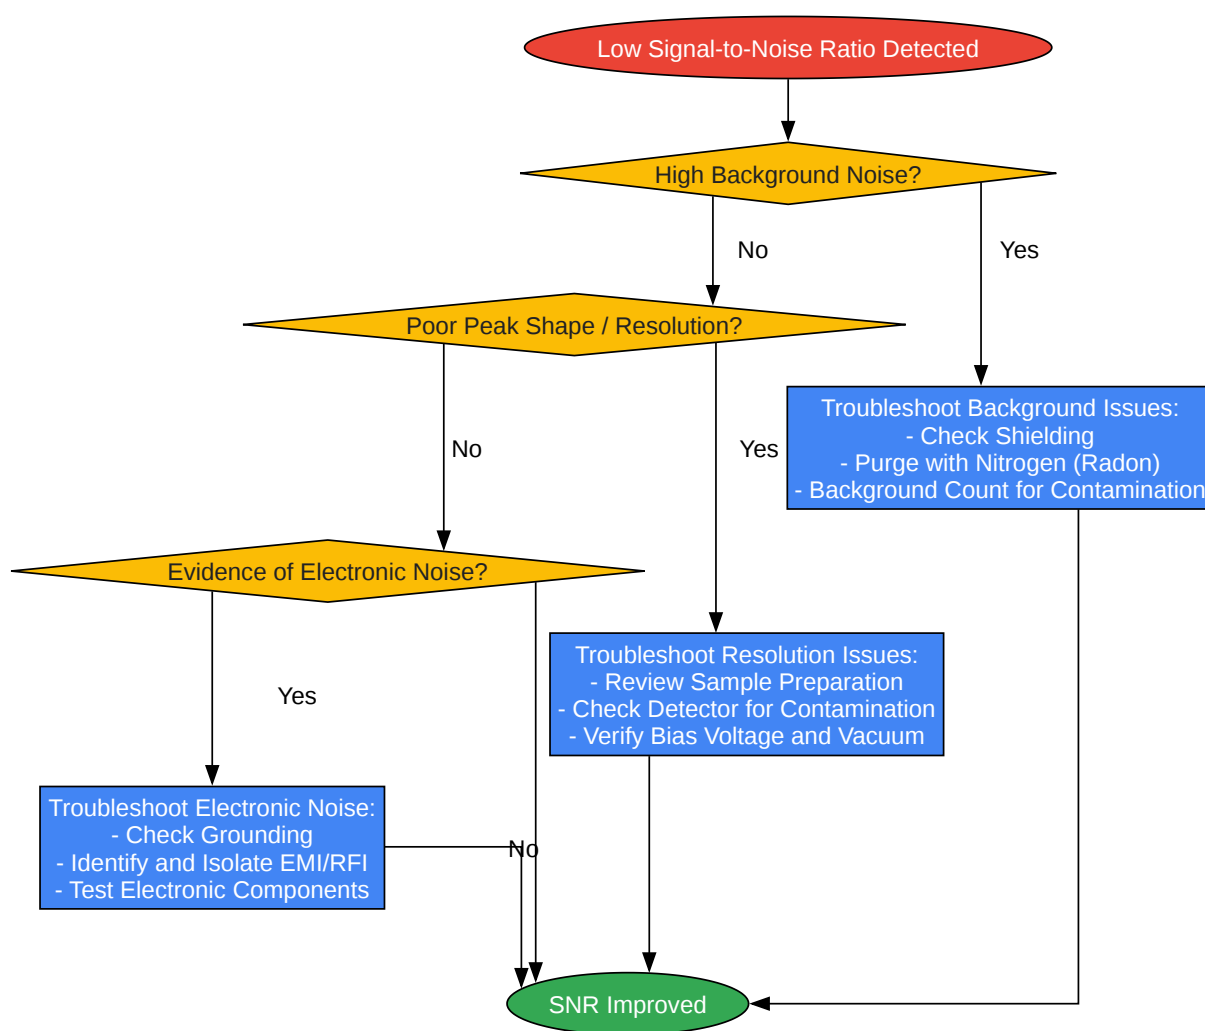 Low Signal-to-Noise Ratio Detected
High Background Noise?
No
Yes
Poor Peak Shape / Resolution?
Troubleshoot Background Issues:
- Check Shielding
- Purge with Nitrogen (Radon)
- Background Count for Contamination
No
Yes
Evidence of Electronic Noise?
Troubleshoot Resolution Issues:
- Review Sample Preparation
- Check Detector for Contamination
- Verify Bias Voltage and Vacuum
Yes
Troubleshoot Electronic Noise:
- Check Grounding
- Identify and Isolate EMI/RFI
- Test Electronic Components
No
SNR Improved